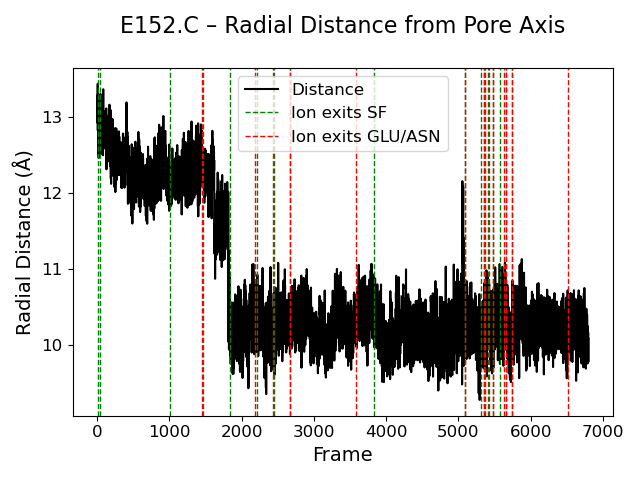 E152.C – Radial Distance from Pore Axis
Distance
Ion exits SF
Ion exits GLU/ASN
Radial Distance (Å)
13
12
11
10
0 1000 2000 3000 4000 5000 6000 7000
Frame